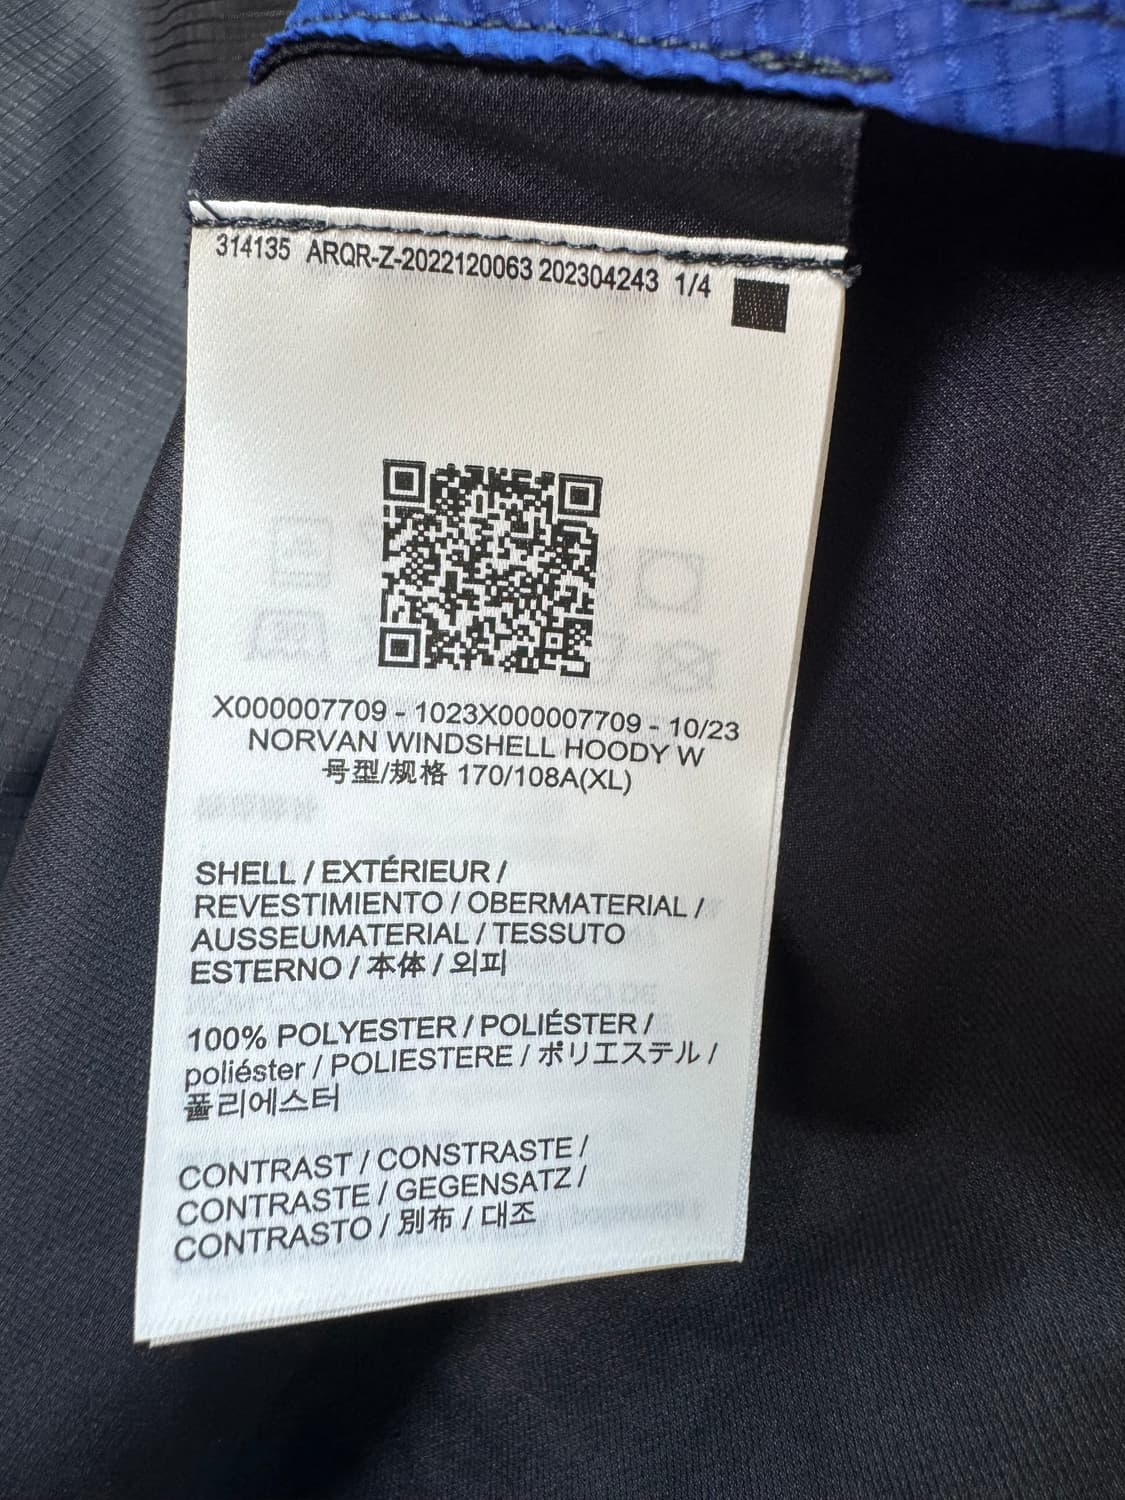 314135 ARQR-Z-2022120063 202304243 1/4
X000007709 - 1023X000007709 - 10/23
NORVAN WINDSHELL HOODY W
号型/规格 170/108A(XL)
SHELL / EXTÉRIEUR /
REVESTIMIENTO / OBERMATERIAL /
AUSSEUMATERIAL / TESSUTO
ESTERNO / 本体 / 외피
100% POLYESTER / POLIÉSTER /
poliéster / POLIESTERE / ポリエステル /
폴리에스터
CONTRAST / CONSTRASTE /
CONTRASTE / GEGENSATZ /
CONTRASTO / 別布 / 대조